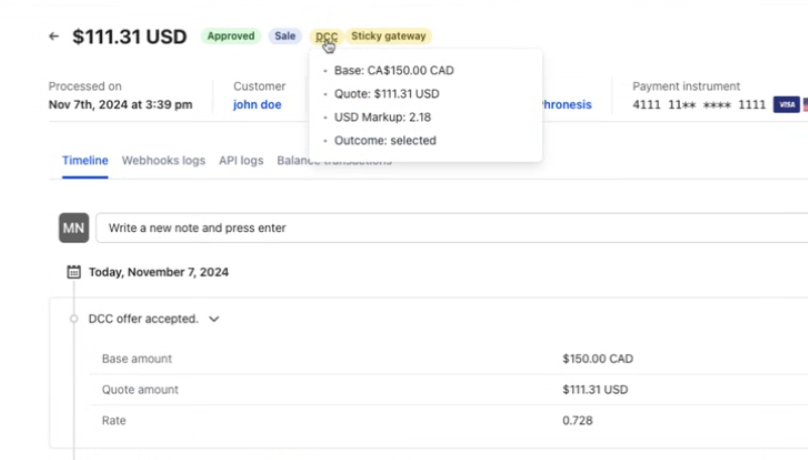 ← $111.31 USD Approved Sale DCC Sticky gateway
- Base: CA$150.00 CAD
- Quote: $111.31 USD
- USD Markup: 2.18
- Outcome: selected
Processed on Customer Payment instrument
Nov 7th, 2024 at 3:39 pm john doe Phronesis 4111 11** **** 1111 VISA
Timeline Webhooks logs API logs Balance transactions
MN Write a new note and press enter
Today, November 7, 2024
DCC offer accepted.
Base amount $150.00 CAD
Quote amount $111.31 USD
Rate 0.728